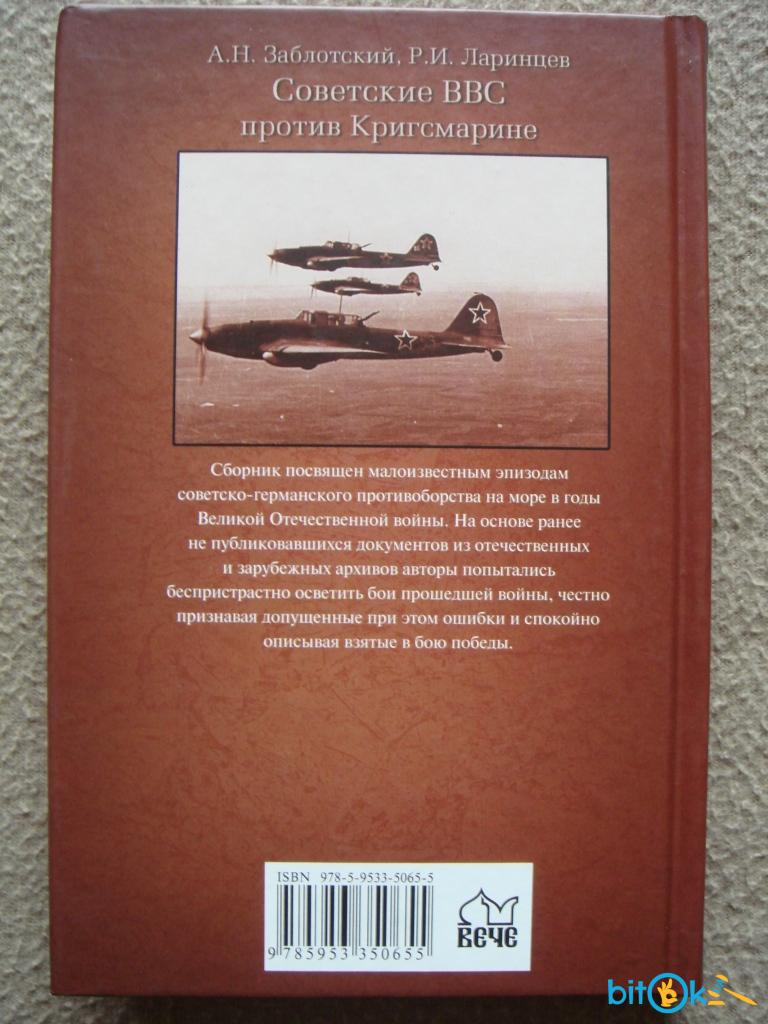 А.Н. Заблотский, Р.И. Ларинцев
Советские ВВС
против Кригсмарине
Сборник посвящен малоизвестным эпизодам
советско-германского противоборства на море в годы
Великой Отечественной войны. На основе ранее
не публиковавшихся документов из отечественных
и зарубежных архивов авторы попытались
беспристрастно осветить бои прошедшей войны, честно
признавая допущенные при этом ошибки и спокойно
описывая взятые в бою победы.
ISBN 978-5-9533-5065-5
9 785953 350655
ВЕЧЕ
bitOk